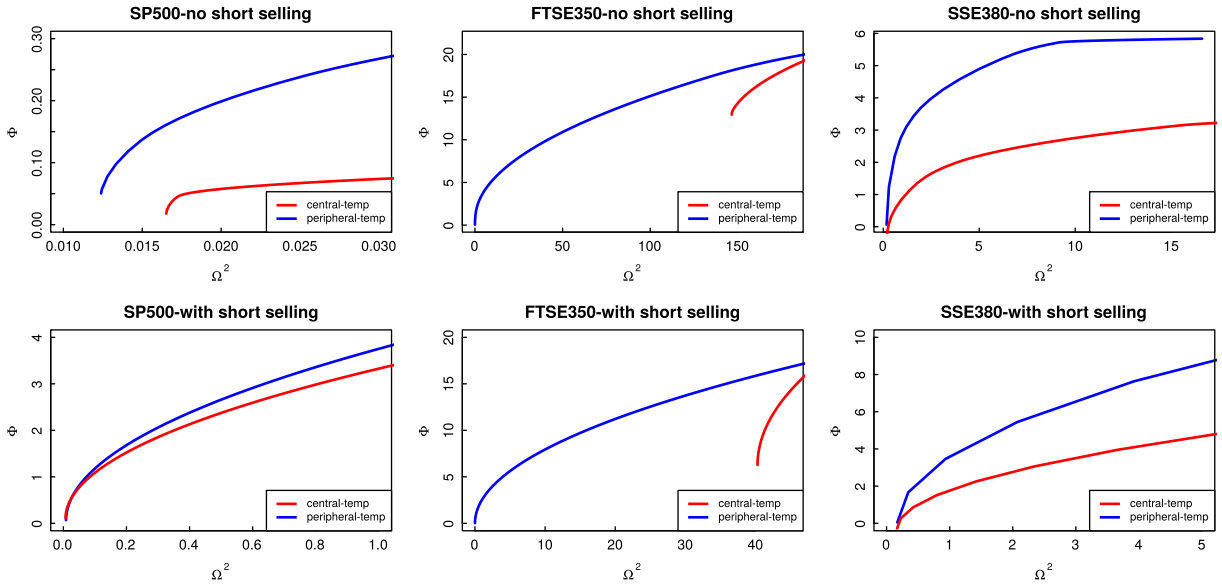 SP500-no short selling
0.00 0.10 0.20 0.30
Φ
0.010 0.015 0.020 0.025 0.030
Ω 2
central-temp
peripheral-temp
FTSE350-no short selling
0 5 10 15 20
Φ
0 50 100 150
Ω 2
central-temp
peripheral-temp
SSE380-no short selling
0 1 2 3 4 5 6
Φ
0 5 10 15
Ω 2
central-temp
peripheral-temp
SP500-with short selling
0 1 2 3 4
Φ
0.0 0.2 0.4 0.6 0.8 1.0
Ω 2
central-temp
peripheral-temp
FTSE350-with short selling
0 5 10 15 20
Φ
0 10 20 30 40
Ω 2
central-temp
peripheral-temp
SSE380-with short selling
0 2 4 6 8 10
Φ
0 1 2 3 4 5
Ω 2
central-temp
peripheral-temp